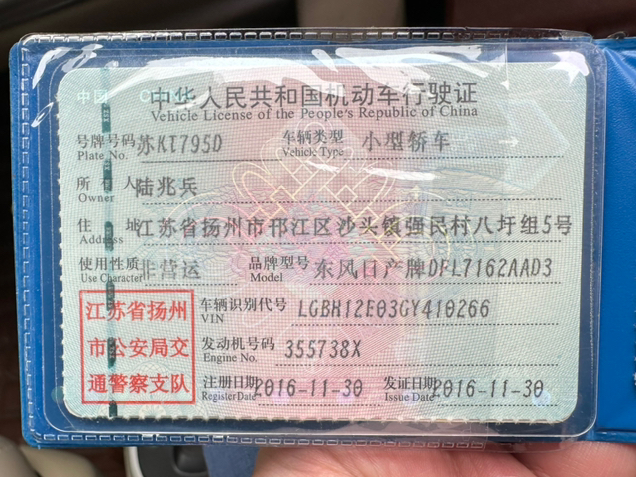 中华人民共和国机动车行驶证
Vehicle License of the People's Republic of China
号牌号码 苏KT795D 车辆类型 小型轿车
Plate No. Vehicle Type
所有人 陆兆兵
Owner
住址 江苏省扬州市邗江区沙头镇强民村八圩组5号
Address
使用性质 非营运 品牌型号 东风日产牌DFL7162AAD3
Use Character Model
江苏省扬州
市公安局交
通警察支队
车辆识别代号 LGBH12E03GY410266
VIN
发动机号码 355738X
Engine No.
注册日期 2016-11-30 发证日期 2016-11-30
Register Date Issue Date